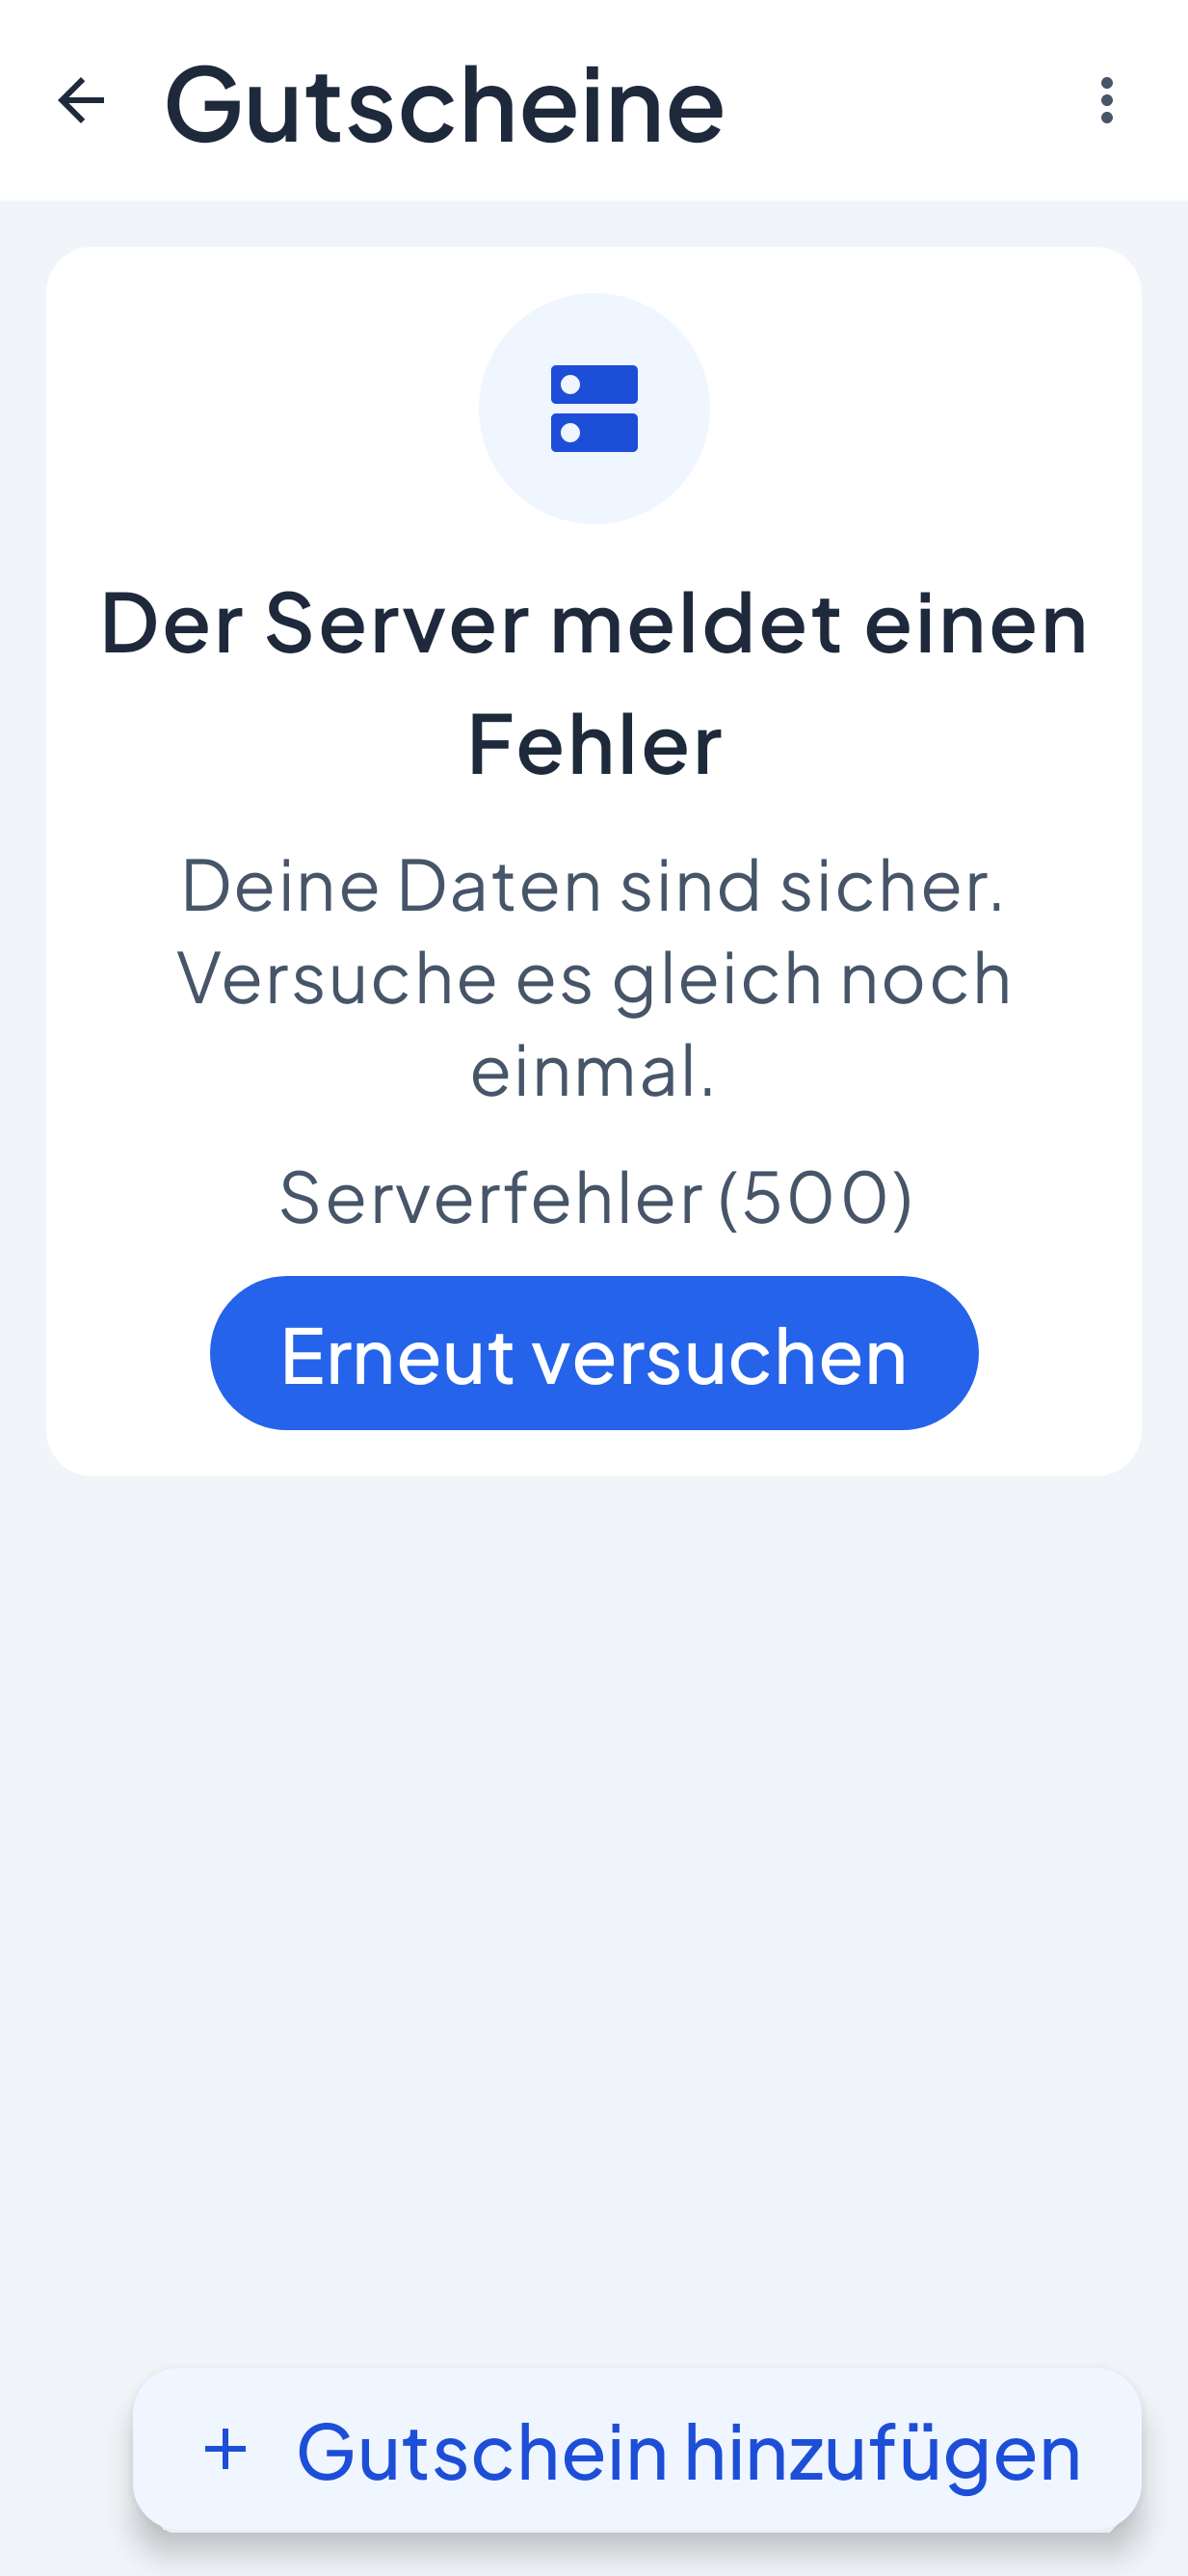 Gutscheine
Der Server meldet einen
Fehler
Deine Daten sind sicher.
Versuche es gleich noch
einmal.
Serverfehler (500)
Erneut versuchen
Gutschein hinzufügen